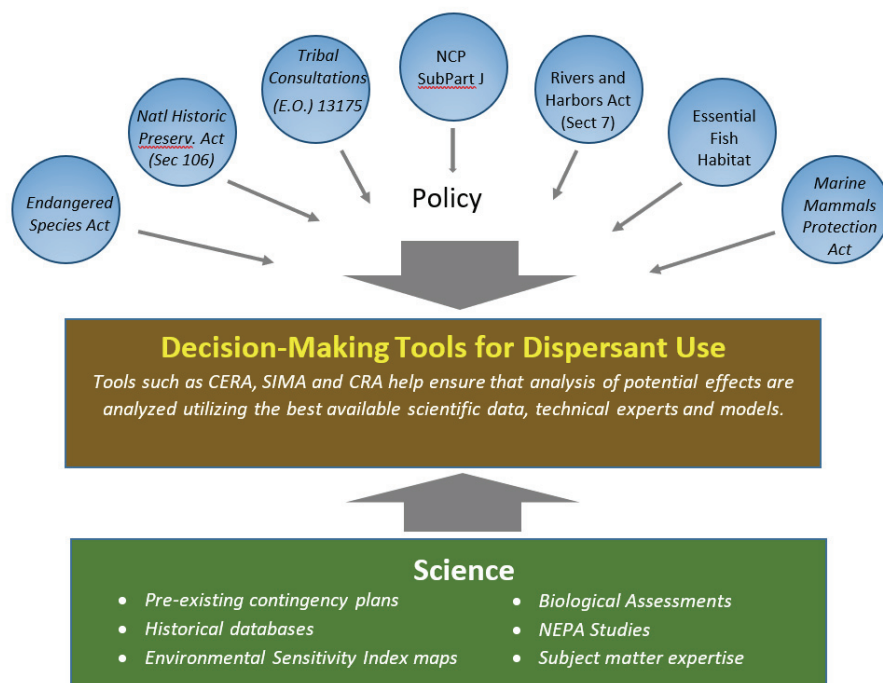 Endangered
Species Act
Natl Historic
Preserv. Act
(Sec 106)
Tribal
Consultations
(E.O.) 13175
NCP
SubPart J
Rivers and
Harbors Act
(Sect 7)
Essential
Fish
Habitat
Marine
Mammals
Protection
Act
Policy
Decision-Making Tools for Dispersant Use
Tools such as CERA, SIMA and CRA help ensure that analysis of potential effects are
analyzed utilizing the best available scientific data, technical experts and models.
Science
• Pre-existing contingency plans
• Historical databases
• Environmental Sensitivity Index maps
• Biological Assessments
• NEPA Studies
• Subject matter expertise